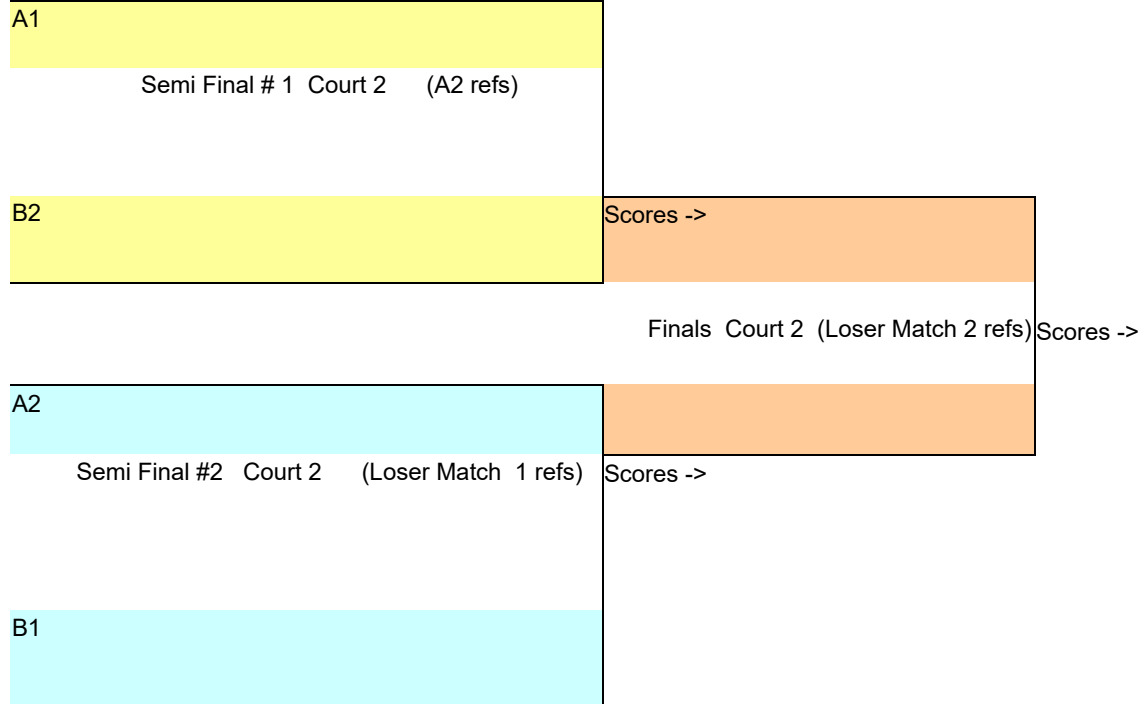 A1
Semi Final # 1 Court 2 (A2 refs)
B2
Scores ->
Finals Court 2 (Loser Match 2 refs)
Scores ->
A2
Semi Final #2 Court 2 (Loser Match 1 refs)
Scores ->
B1